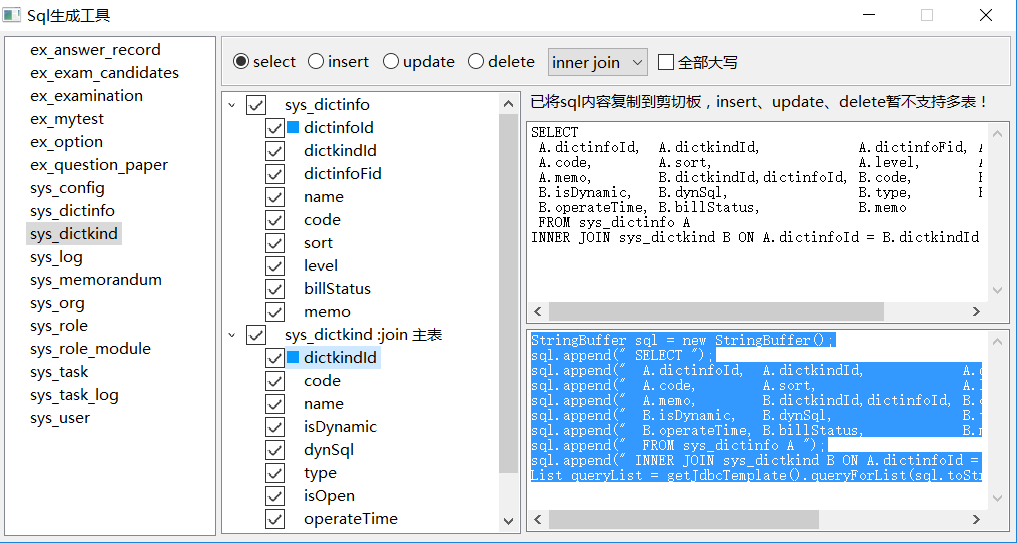 Sql生成工具
ex_answer_record
ex_exam_candidates
ex_examination
ex_mytest
ex_option
ex_question_paper
sys_config
sys_dictinfo
sys_dictkind
sys_log
sys_memorandum
sys_org
sys_role
sys_role_module
sys_task
sys_task_log
sys_user
select insert update delete inner join 全部大写
sys_dictinfo
dictinfoId
dictkindId
dictinfoFid
name
code
sort
level
billStatus
memo
sys_dictkind :join 主表
dictkindId
code
name
isDynamic
dynSql
type
isOpen
operateTime
已将sql内容复制到剪切板，insert、update、delete暂不支持多表！
SELECT
A.dictinfoId, A.dictkindId, A.dictinfoFid,
A.code, A.sort, A.level,
A.memo, B.dictkindId,dictinfoId, B.code,
B.isDynamic, B.dynSql, B.type,
B.operateTime, B.billStatus, B.memo
FROM sys_dictinfo A
INNER JOIN sys_dictkind B ON A.dictinfoId = B.dictkindId
StringBuffer sql = new StringBuffer();
sql.append(" SELECT ");
sql.append(" A.dictinfoId, A.dictkindId,
sql.append(" A.code, A.sort,
sql.append(" A.memo, B.dictkindId,dictinfoId,
sql.append(" B.isDynamic, B.dynSql,
sql.append(" B.operateTime, B.billStatus,
sql.append(" FROM sys_dictinfo A ");
sql.append(" INNER JOIN sys_dictkind B ON A.dictinfoId =
List queryList = getJdbcTemplate().queryForList(sql.toStr